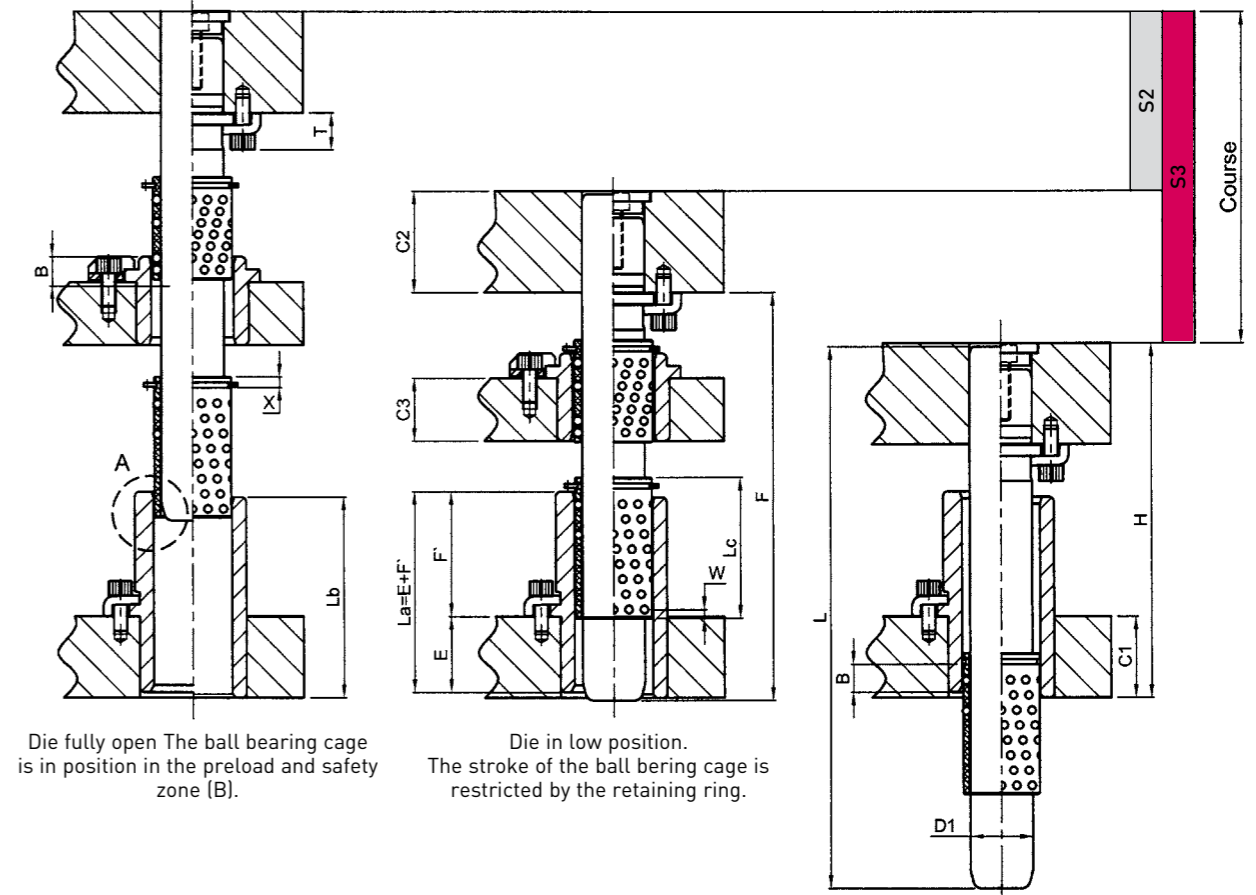 T
B
X
A
Lb
C2
C3
La=E+F`
F`
E
W
Lc
F
S2
S3
Course
L
H
B
C1
D1
Die fully open The ball bearing cage
is in position in the preload and safety
zone (B).
Die in low position.
The stroke of the ball bering cage is
restricted by the retaining ring.